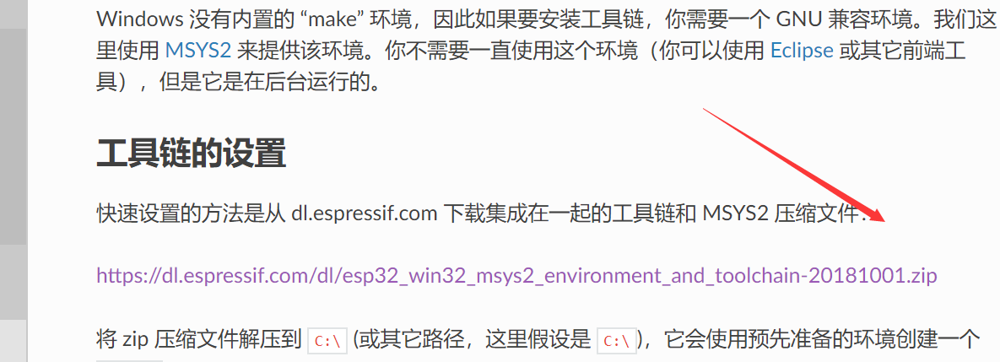 Windows 没有内置的 “make” 环境，因此如果要安装工具链，你需要一个 GNU 兼容环境。我们这
里使用 MSYS2 来提供该环境。你不需要一直使用这个环境（你可以使用 Eclipse 或其它前端工
具），但是它是在后台运行的。
工具链的设置
快速设置的方法是从 dl.espressif.com 下载集成在一起的工具链和 MSYS2 压缩文件：
https://dl.espressif.com/dl/esp32_win32_msys2_environment_and_toolchain-20181001.zip
将 zip 压缩文件解压到 C:\ (或其它路径，这里假设是 C:\)，它会使用预先准备的环境创建一个